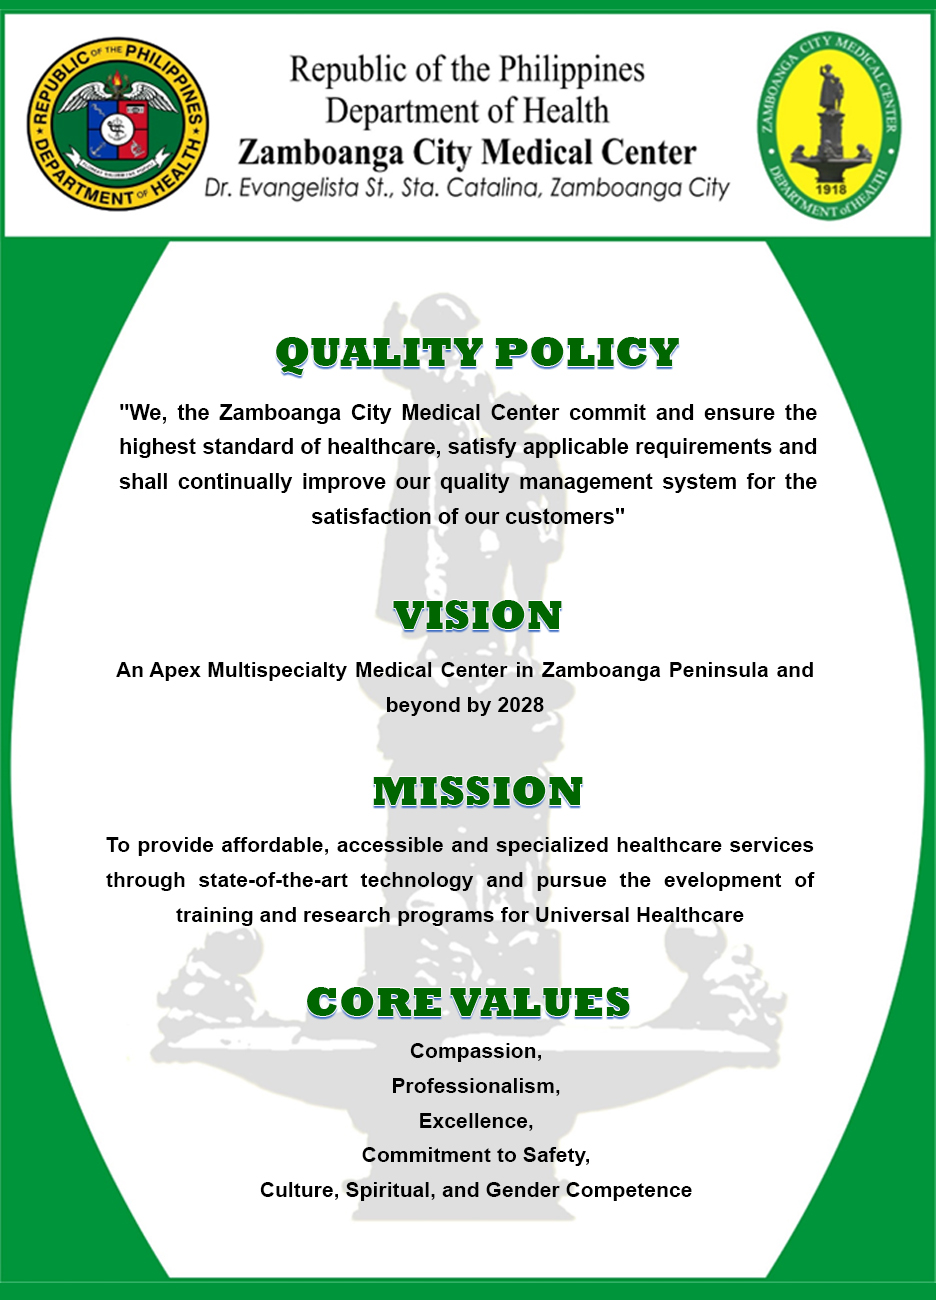 REPUBLIC OF THE PHILIPPINES
DEPARTMENT OF HEALTH
Republic of the Philippines
Department of Health
Zamboanga City Medical Center
Dr. Evangelista St., Sta. Catalina, Zamboanga City
ZAMBOANGA CITY MEDICAL CENTER
1918
DEPARTMENT of HEALTH
QUALITY POLICY
"We, the Zamboanga City Medical Center commit and ensure the
highest standard of healthcare, satisfy applicable requirements and
shall continually improve our quality management system for the
satisfaction of our customers"
VISION
An Apex Multispecialty Medical Center in Zamboanga Peninsula and
beyond by 2028
MISSION
To provide affordable, accessible and specialized healthcare services
through state-of-the-art technology and pursue the evelopment of
training and research programs for Universal Healthcare
CORE VALUES
Compassion,
Professionalism,
Excellence,
Commitment to Safety,
Culture, Spiritual, and Gender Competence